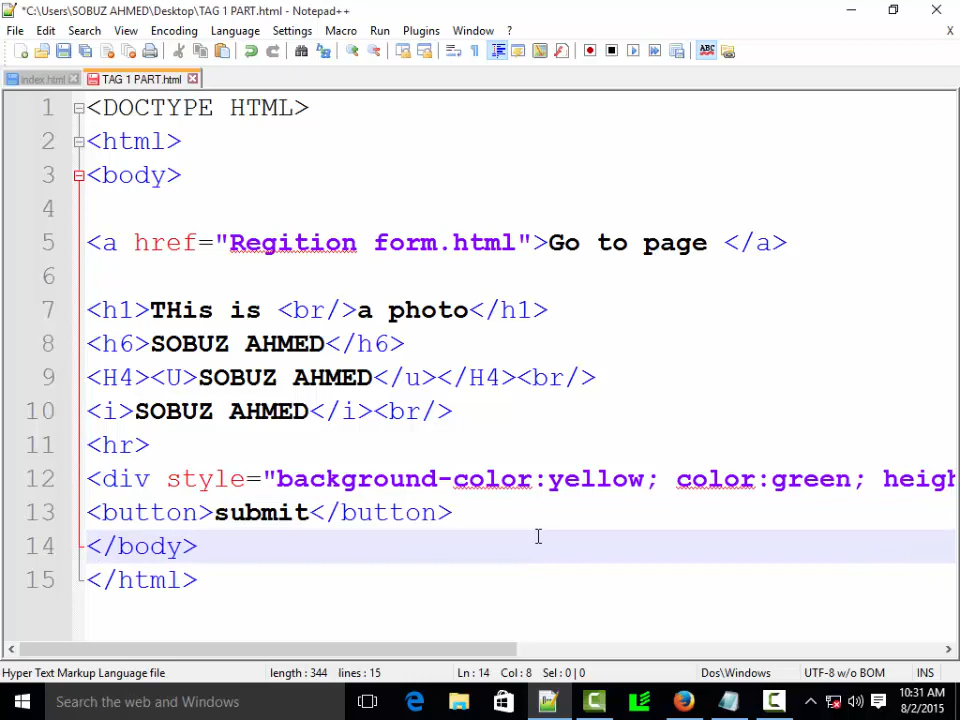 *C:\Users\SOBUZ AHMED\Desktop\TAG 1 PART.html - Notepad++
File Edit Search View Encoding Language Settings Macro Run Plugins Window ? X
ABC
index.html TAG 1 PART.html
1 <DOCTYPE HTML>
2 <html>
3 <body>
4
5 <a href="Regition form.html">Go to page </a>
6
7 <h1>THis is <br/>a photo</h1>
8 <h6>SOBUZ AHMED</h6>
9 <H4><U>SOBUZ AHMED</u></H4><br/>
10 <i>SOBUZ AHMED</i><br/>
11 <hr>
12 <div style="background-color:yellow; color:green; heigh
13 <button>submit</button>
14 </body>
15 </html>
Hyper Text Markup Language file length : 344 lines : 15 Ln : 14 Col : 8 Sel : 0 | 0 Dos\Windows UTF-8 w/o BOM INS
Search the web and Windows
10:31 AM
8/2/2015